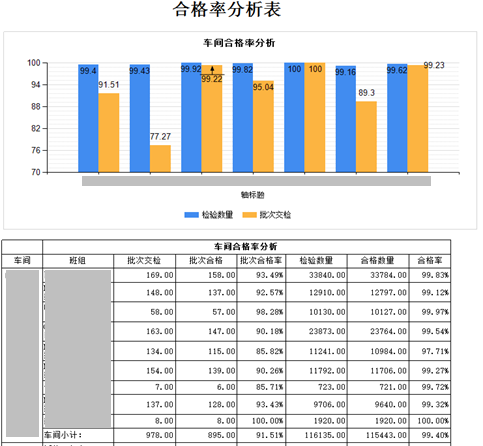 合格率分析表
车间合格率分析
100
94
88
82
76
70
99.4 91.51 99.43 77.27 99.92 99.22 99.82 95.04 100 100 99.16 89.3 99.62 99.23
轴标题
检验数量 批次交检
车间合格率分析
车间 班组 批次交检 批次合格 批次合格率 检验数量 合格数量 合格率
169.00 158.00 93.49% 33840.00 33784.00 99.83%
148.00 137.00 92.57% 12910.00 12797.00 99.12%
58.00 57.00 98.28% 10130.00 10127.00 99.97%
163.00 147.00 90.18% 23873.00 23764.00 99.54%
134.00 115.00 85.82% 11241.00 10984.00 97.71%
154.00 139.00 90.26% 11792.00 11706.00 99.27%
7.00 6.00 85.71% 723.00 721.00 99.72%
137.00 128.00 93.43% 9706.00 9640.00 99.32%
8.00 8.00 100.00% 1920.00 1920.00 100.00%
车间小计: 978.00 895.00 91.51% 116135.00 115443.00 99.40%